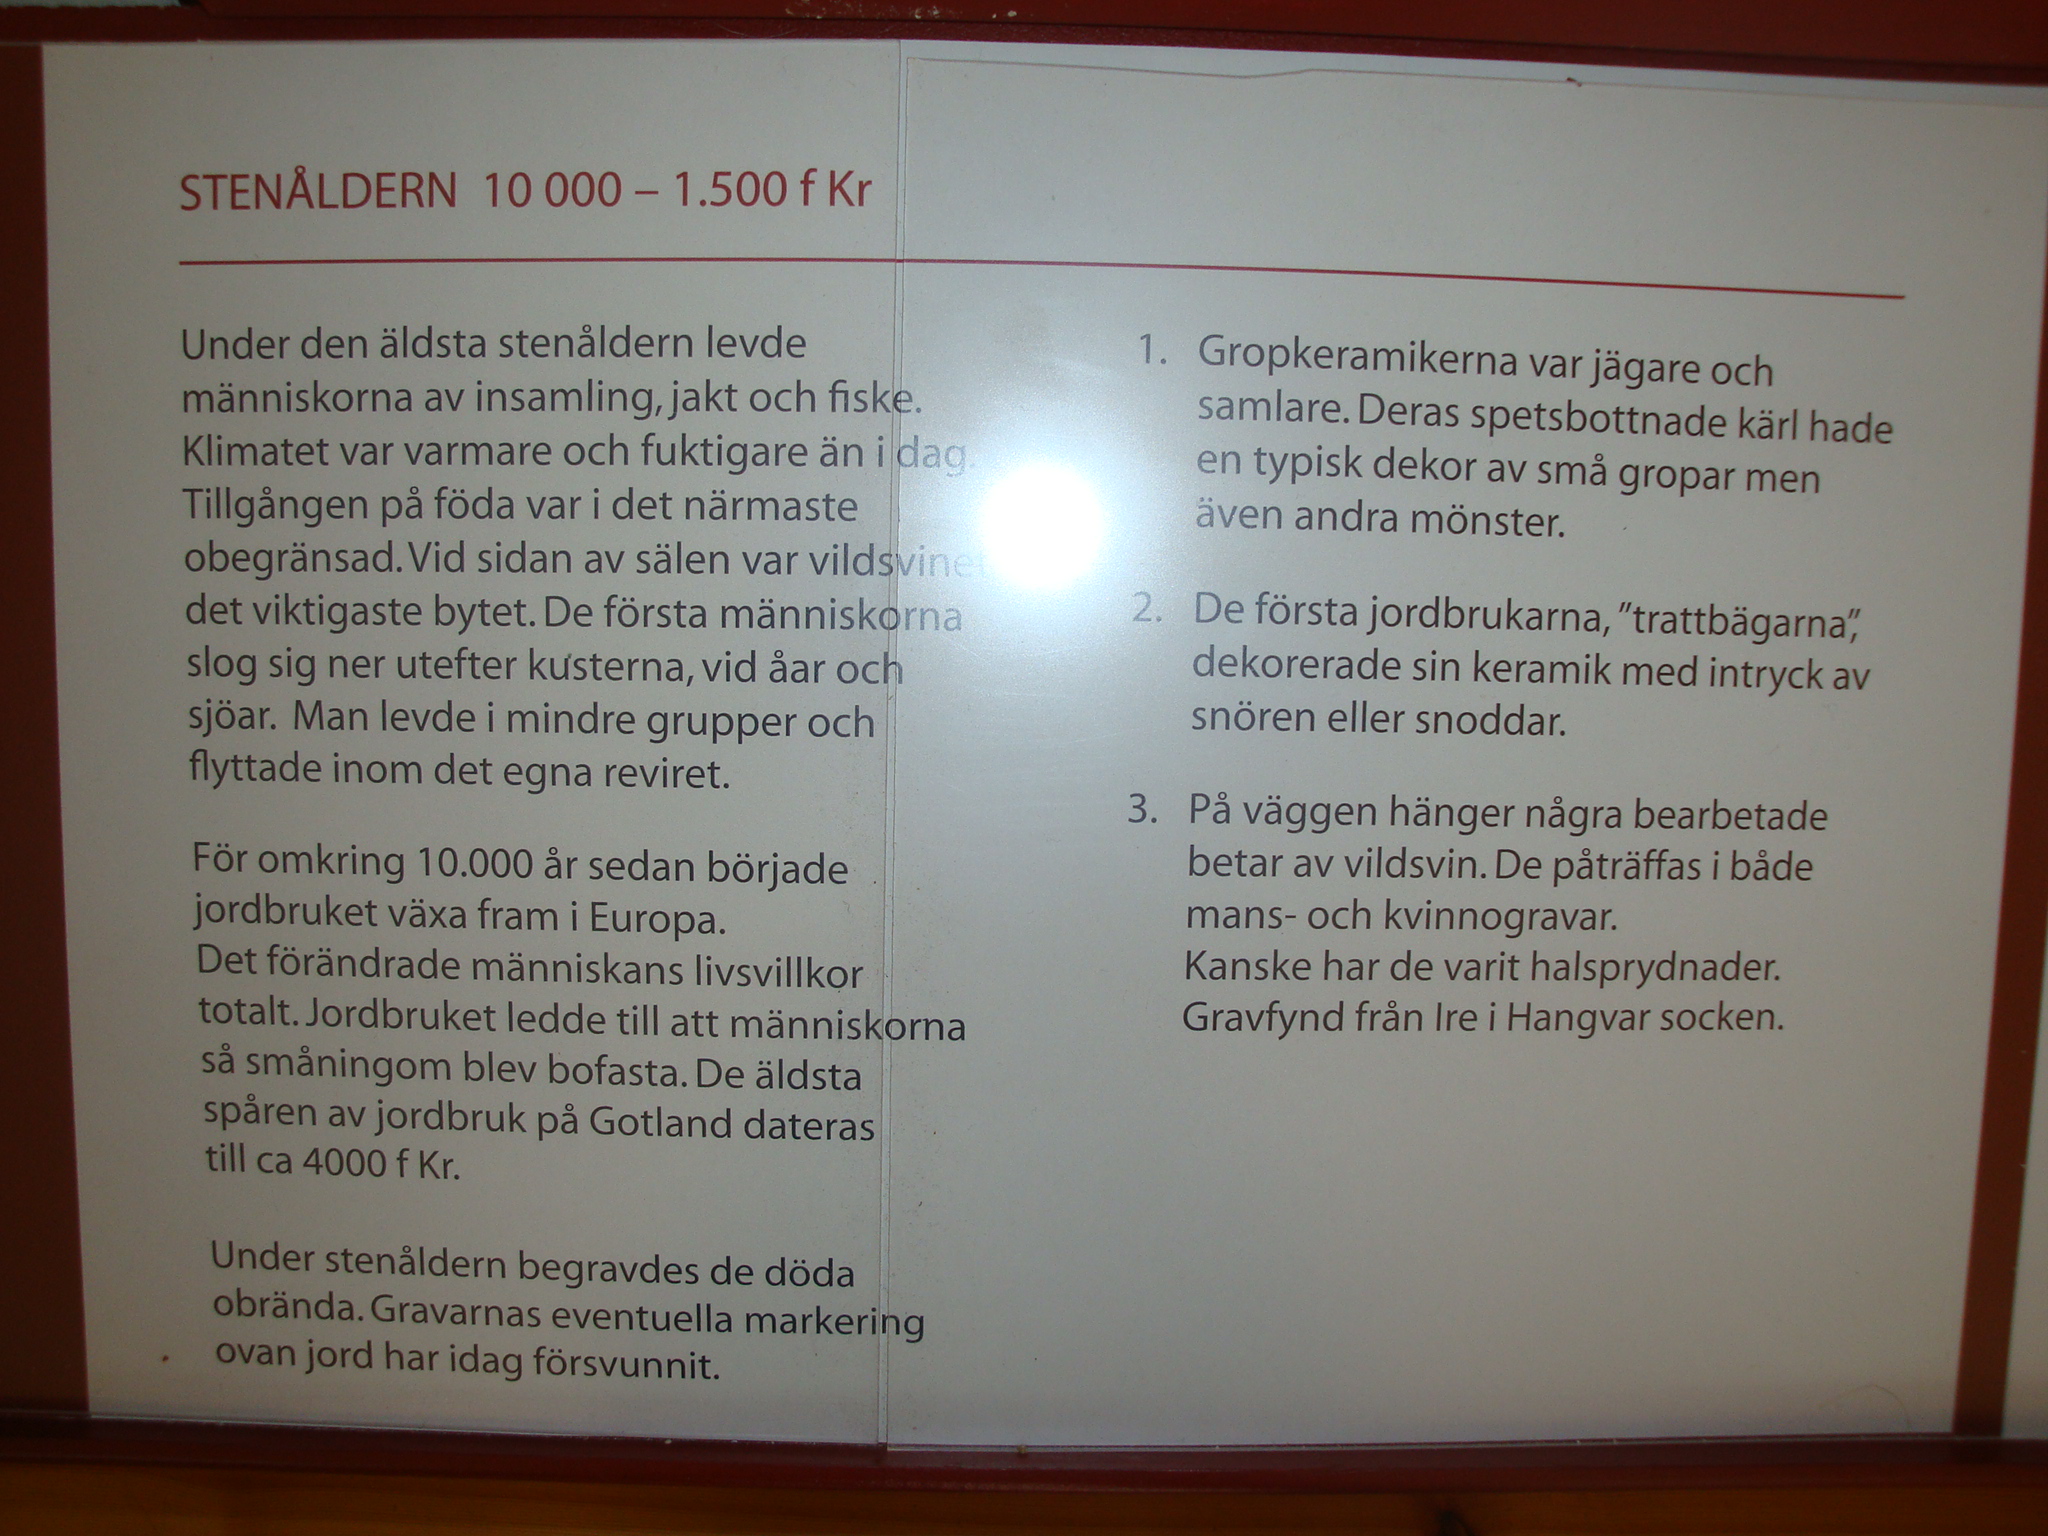 STENÅLDERN 10 000 – 1.500 f Kr
Under den äldsta stenåldern levde
människorna av insamling, jakt och fiske.
Klimatet var varmare och fuktigare än i dag.
Tillgången på föda var i det närmaste
obegränsad. Vid sidan av sälen var vildsvinet
det viktigaste bytet. De första människorna
slog sig ner utefter kusterna, vid åar och
sjöar. Man levde i mindre grupper och
flyttade inom det egna reviret.
För omkring 10.000 år sedan började
jordbruket växa fram i Europa.
Det förändrade människans livsvillkor
totalt. Jordbruket ledde till att människorna
så småningom blev bofasta. De äldsta
spåren av jordbruk på Gotland dateras
till ca 4000 f Kr.
Under stenåldern begravdes de döda
obrända. Gravarnas eventuella markering
ovan jord har idag försvunnit.
1. Gropkeramikerna var jägare och
samlare. Deras spetsbottnade kärl hade
en typisk dekor av små gropar men
även andra mönster.
2. De första jordbrukarna, ”trattbägarna”,
dekorerade sin keramik med intryck av
snören eller snoddar.
3. På väggen hänger några bearbetade
betar av vildsvin. De påträffas i både
mans- och kvinnogravar.
Kanske har de varit halsprydnader.
Gravfynd från Ire i Hangvar socken.